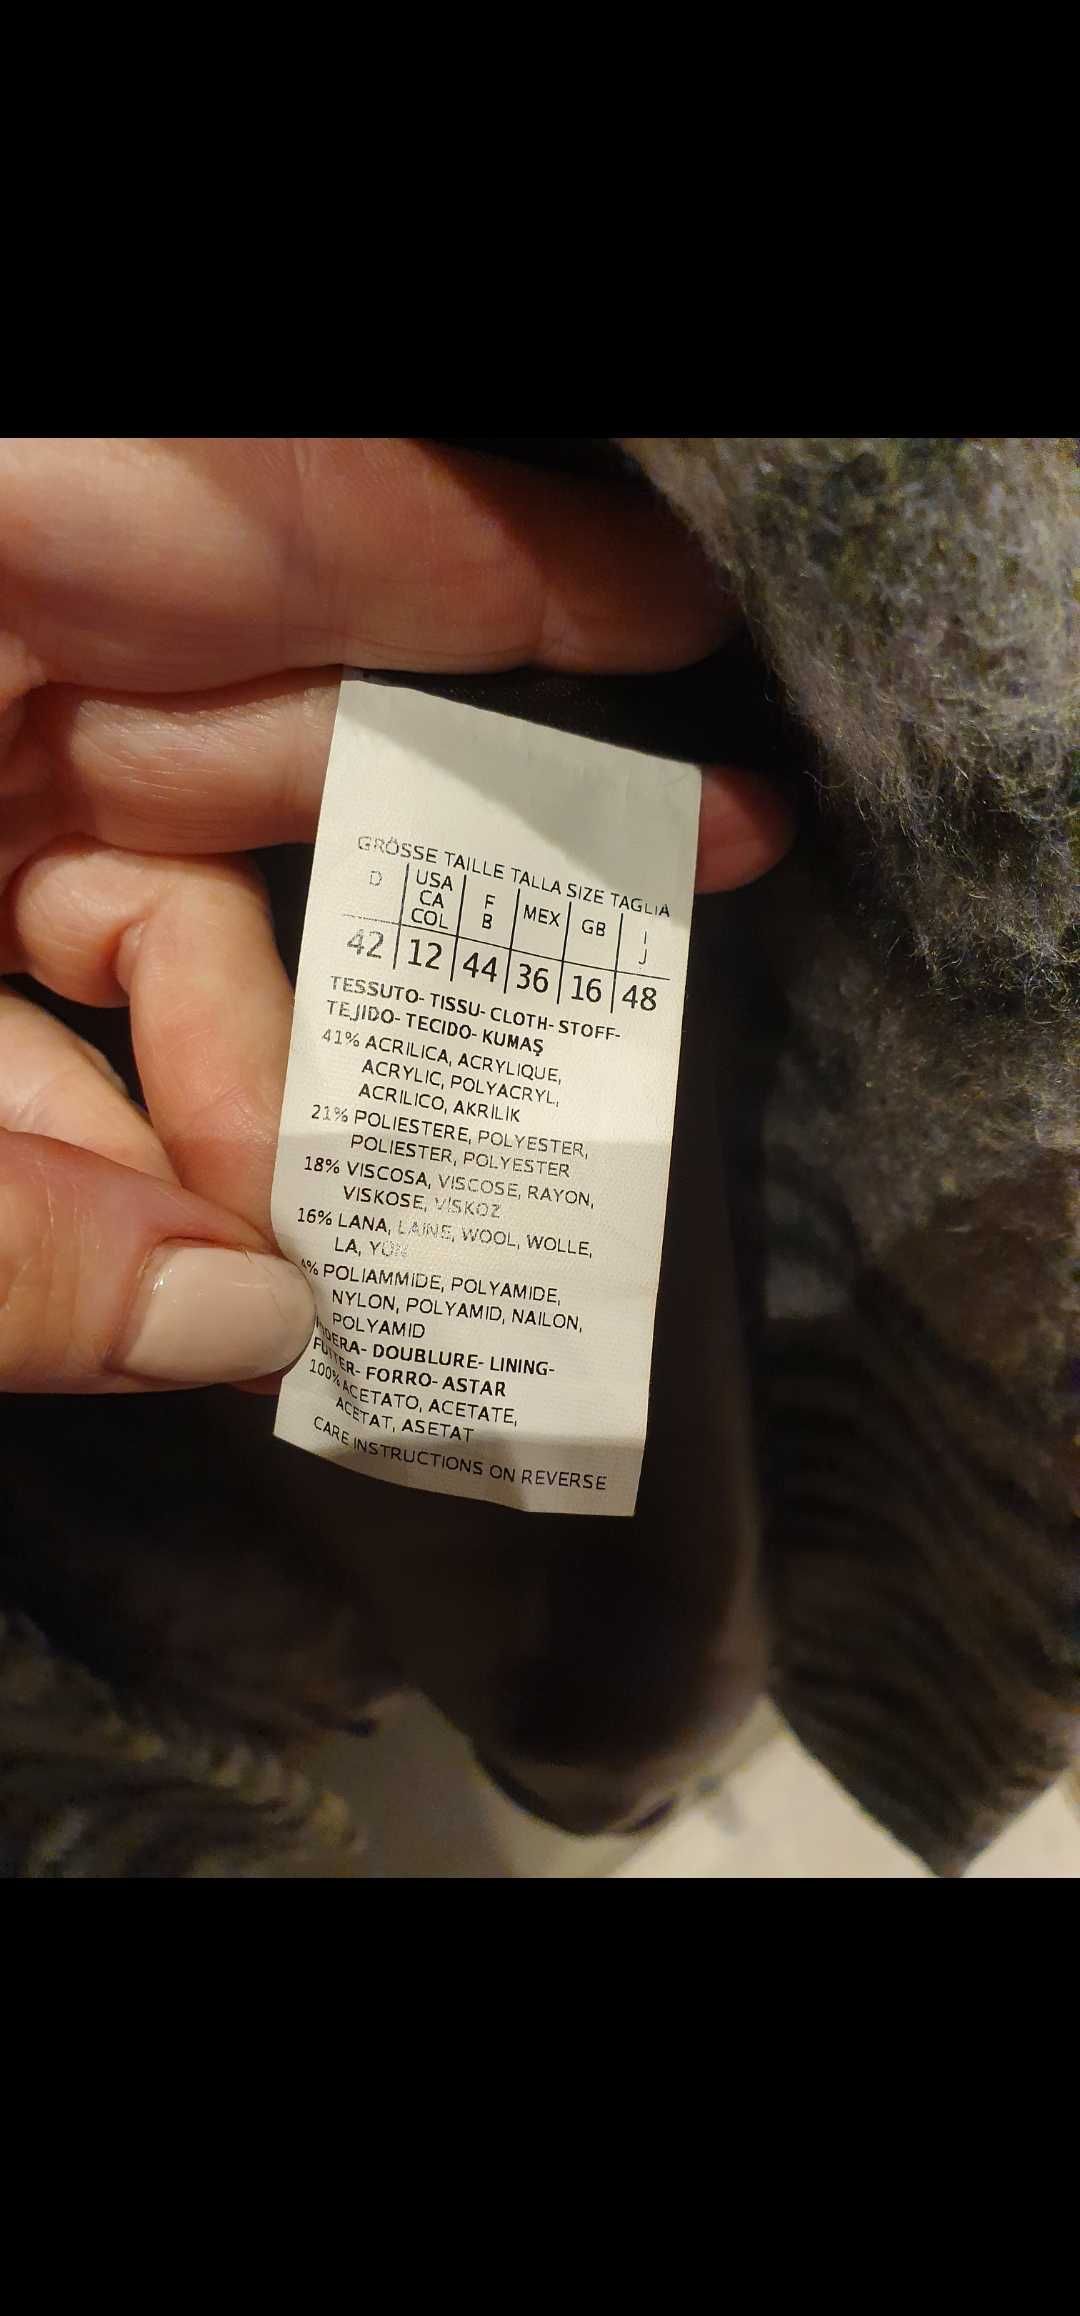 GRÖSSE TAILLE TALLA SIZE TAGLIA
D USA CA COL F B MEX GB I J
42 12 44 36 16 48
TESSUTO- TISSU- CLOTH- STOFF-
TEJIDO- TECIDO- KUMAŞ
41% ACRILICA, ACRYLIQUE,
ACRYLIC, POLYACRYL,
ACRILICO, AKRILIK
21% POLIESTERE, POLYESTER,
POLIESTER, POLYESTER
18% VISCOSA, VISCOSE, RAYON,
VISKOSE, VISKOZ
16% LANA, LAINE, WOOL, WOLLE,
LA, YÜN
4% POLIAMMIDE, POLYAMIDE,
NYLON, POLYAMID, NAILON,
POLYAMID
DOUBLURE- LINING-
FUTTER- FORRO- ASTAR
100% ACETATO, ACETATE,
ACETAT, ASETAT
CARE INSTRUCTIONS ON REVERSE